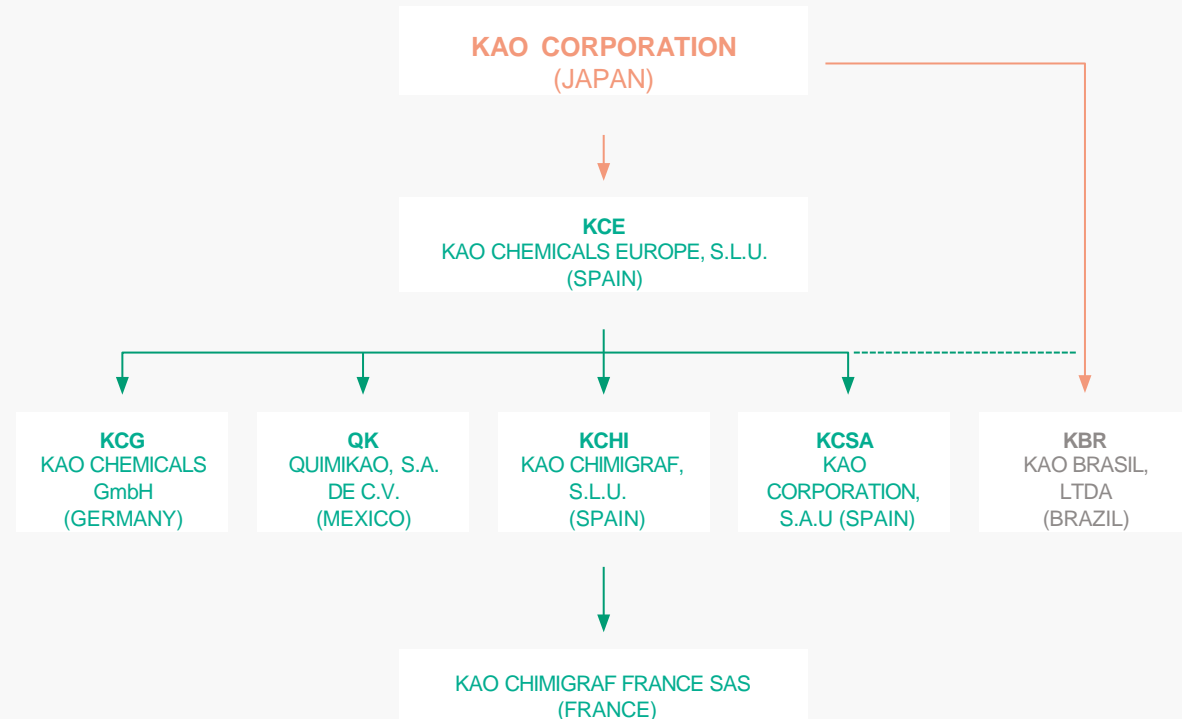 KAO CORPORATION
(JAPAN)
KCE
KAO CHEMICALS EUROPE, S.L.U.
(SPAIN)
KCG
KAO CHEMICALS
GmbH
(GERMANY)
QK
QUIMIKAO, S.A.
DE C.V.
(MEXICO)
KCHI
KAO CHIMIGRAF,
S.L.U.
(SPAIN)
KCSA
KAO
CORPORATION,
S.A.U (SPAIN)
KBR
KAO BRASIL,
LTDA
(BRAZIL)
KAO CHIMIGRAF FRANCE SAS
(FRANCE)